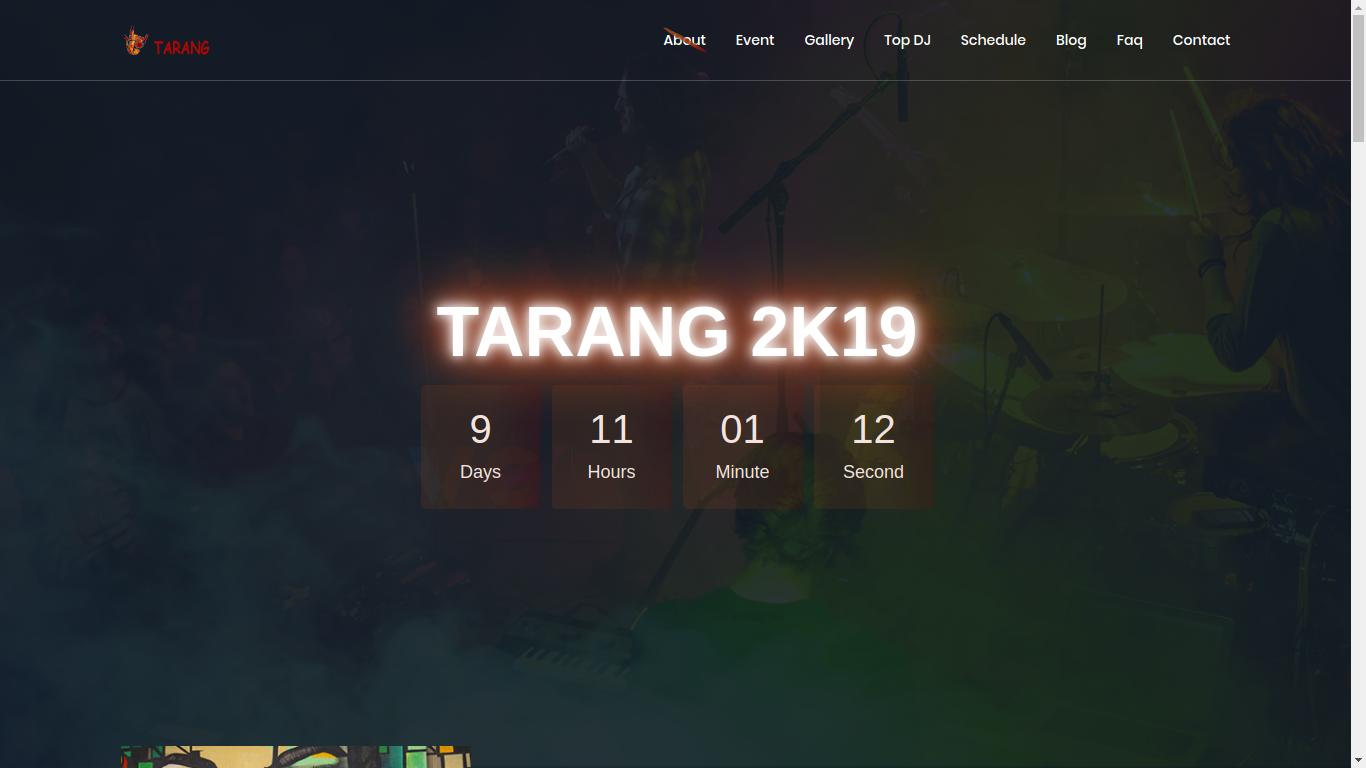 TARANG
About Event Gallery Top DJ Schedule Blog Faq Contact
TARANG 2K19
9 11 01 12
Days Hours Minute Second